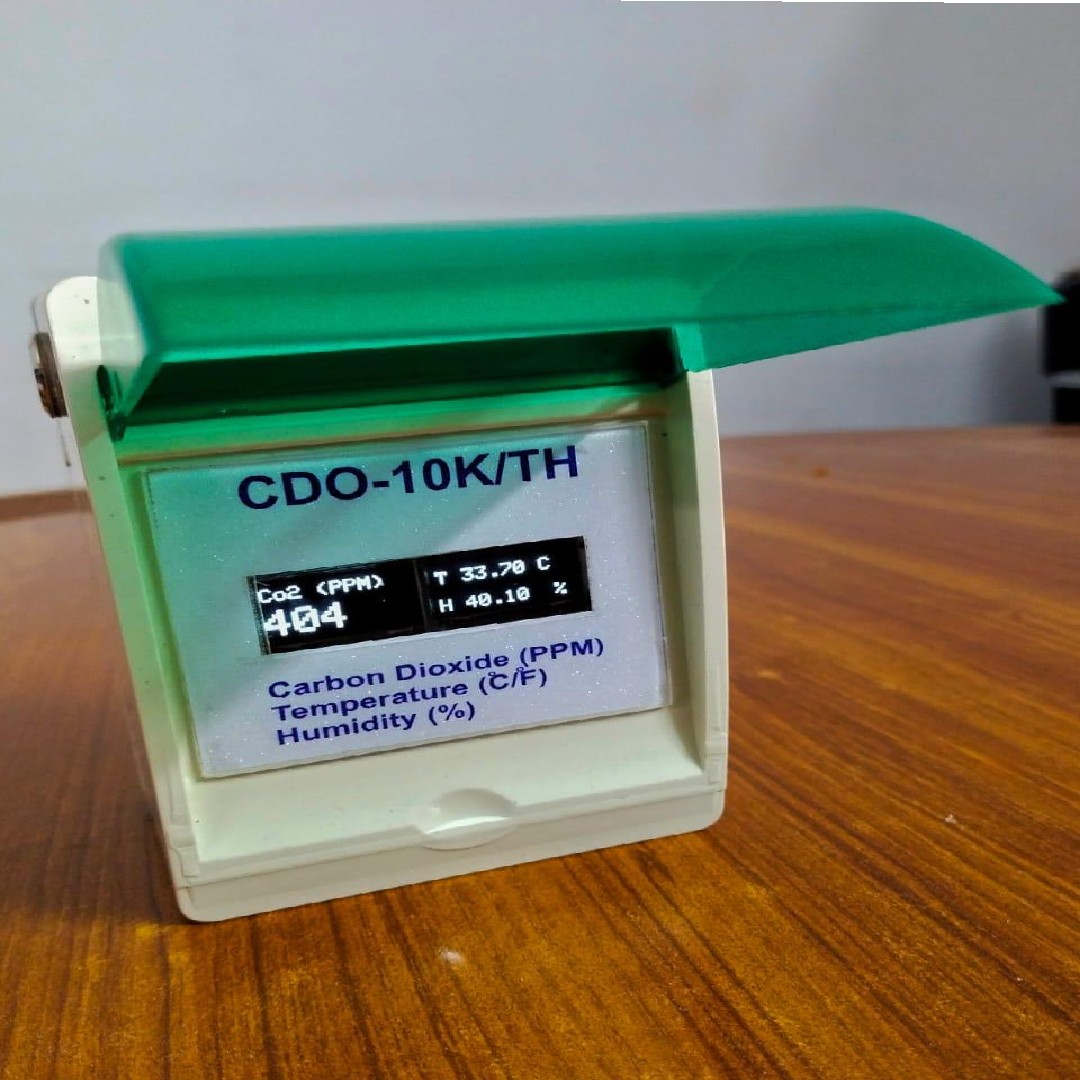 CDO-10K/TH
Co2 (PPM)
404
T 33.70 C
H 40.10 %
Carbon Dioxide (PPM)
Temperature (°C/°F)
Humidity (%)